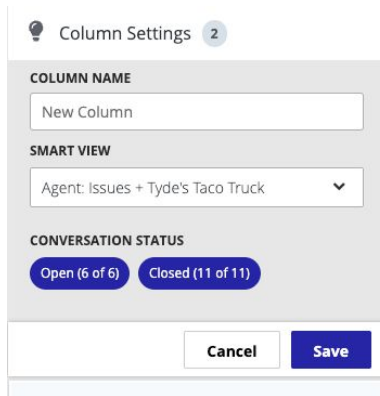 Column Settings 2
COLUMN NAME
New Column
SMART VIEW
Agent: Issues + Tyde's Taco Truck
CONVERSATION STATUS
Open (6 of 6) Closed (11 of 11)
Cancel Save